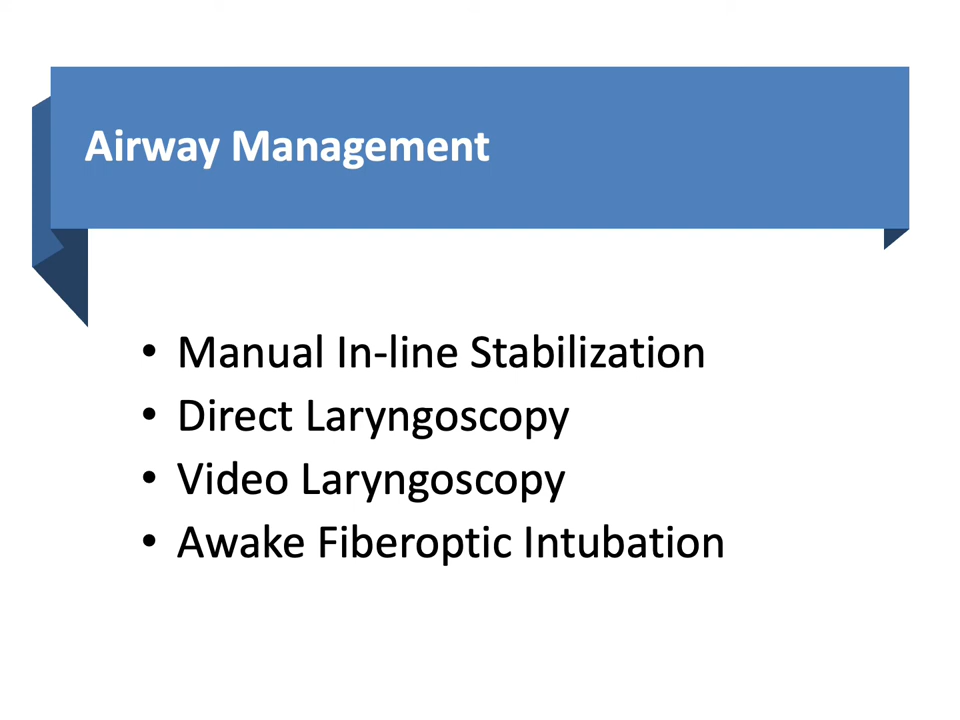 Airway Management
• Manual In-line Stabilization
• Direct Laryngoscopy
• Video Laryngoscopy
• Awake Fiberoptic Intubation